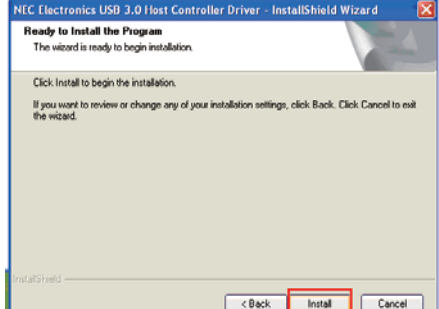 NEC Electronics USB 3.0 Host Controller Driver - InstallShield Wizard
Ready to Install the Program
The wizard is ready to begin installation.
Click Install to begin the installation.
If you want to review or change any of your installation settings, click Back. Click Cancel to exit
the wizard.
InstallShield
< Back Install Cancel